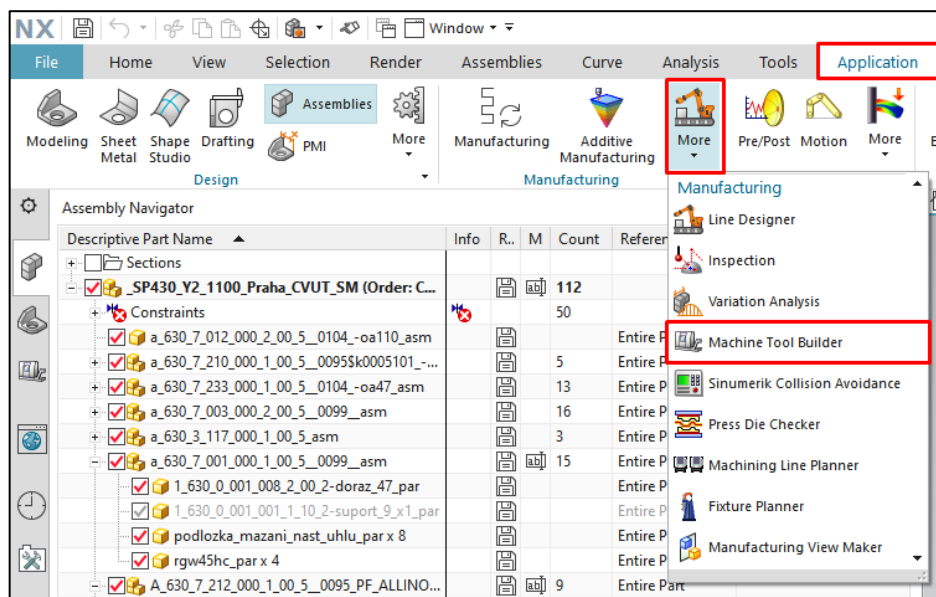 NX Window
File Home View Selection Render Assemblies Curve Analysis Tools Application
Modeling Sheet Metal Shape Studio Drafting Assemblies PMI More Manufacturing Additive Manufacturing More Pre/Post Motion More
Design Manufacturing
Manufacturing
Line Designer
Inspection
Variation Analysis
Machine Tool Builder
Sinumerik Collision Avoidance
Press Die Checker
Machining Line Planner
Fixture Planner
Manufacturing View Maker
Assembly Navigator
Descriptive Part Name Info R.. M Count Referen
Sections
_SP430_Y2_1100_Praha_CVUT_SM (Order: C... 112
Constraints 50
a_630_7_012_000_2_00_5__0104_-oa110_asm Entire P
a_630_7_210_000_1_00_5__0095$k0005101_-... 5 Entire P
a_630_7_233_000_1_00_5__0104_-oa47_asm 13 Entire P
a_630_7_003_000_2_00_5__0099__asm 16 Entire P
a_630_3_117_000_1_00_5_asm 3 Entire P
a_630_7_001_000_1_00_5__0099__asm 15 Entire P
1_630_0_001_008_2_00_2-doraz_47_par Entire P
1_630_0_001_001_1_10_2-suport_9_x1_par Entire P
podlozka_mazani_nast_uhlu_par x 8 Entire P
rgw45hc_par x 4 Entire P
A_630_7_212_000_1_00_5__0095_PF_ALLINO... 9 Entire Part